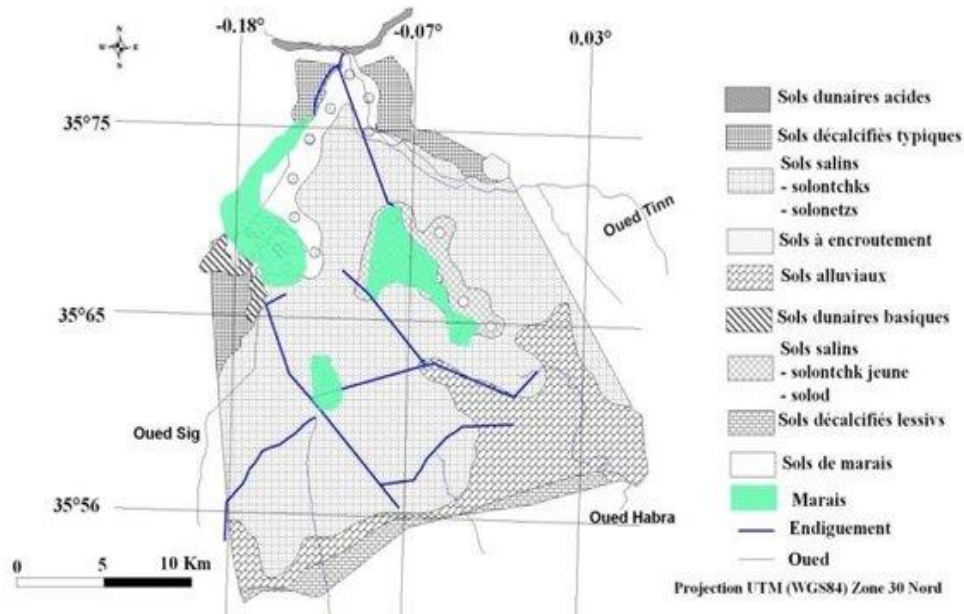 N
W E
S
-0.18°
-0.07°
0.03°
35°75
35°65
35°56
Oued Tinn
Oued Sig
Oued Habra
0 5 10 Km
Sols dunaires acides
Sols décalcifiès typiques
Sols salins
- solontchks
- solonetzs
Sols à encroutement
Sols alluviaux
Sols dunaires basiques
Sols salins
- solontchk jeune
- solod
Sols décalcifiés lessivs
Sols de marais
Marais
Endiguement
Oued
Projection UTM (WGS84) Zone 30 Nord